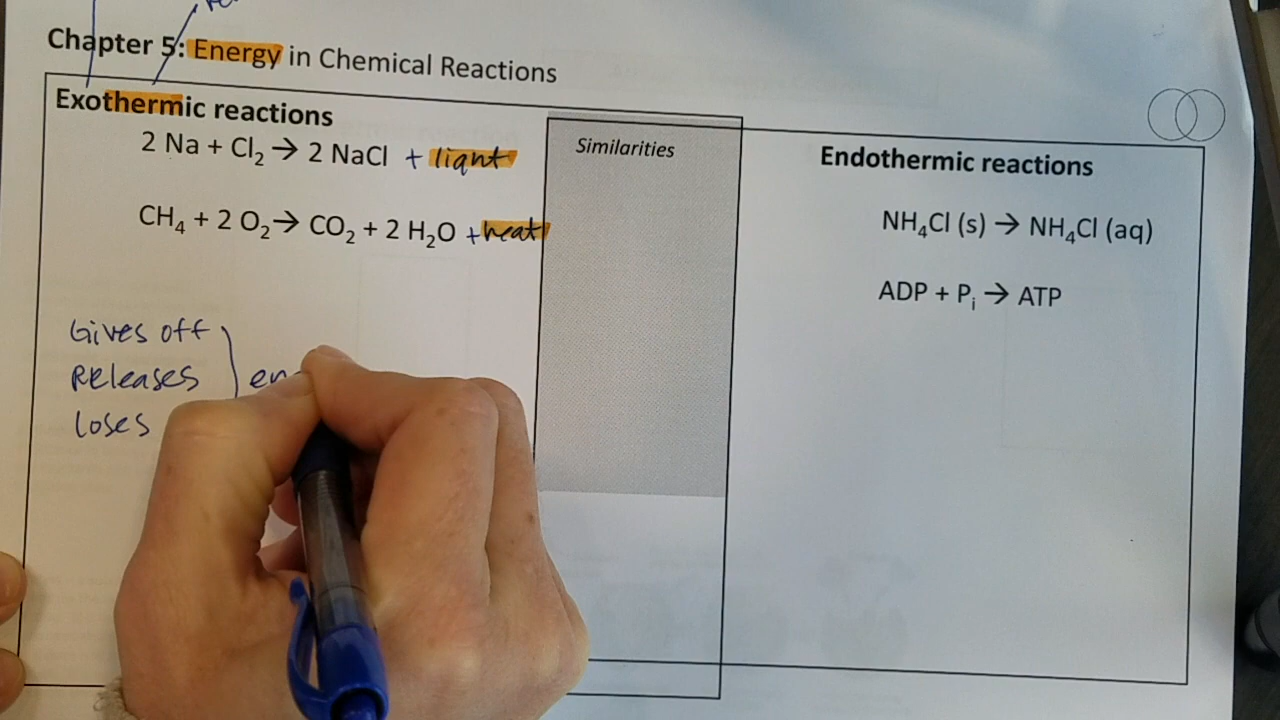 Chapter 5: Energy in Chemical Reactions
Exothermic reactions
2 Na + Cl₂ → 2 NaCl + light
CH₄ + 2 O₂ → CO₂ + 2 H₂O + heat
Gives off
Releases
loses
Similarities
Endothermic reactions
NH₄Cl (s) → NH₄Cl (aq)
ADP + Pᵢ → ATP